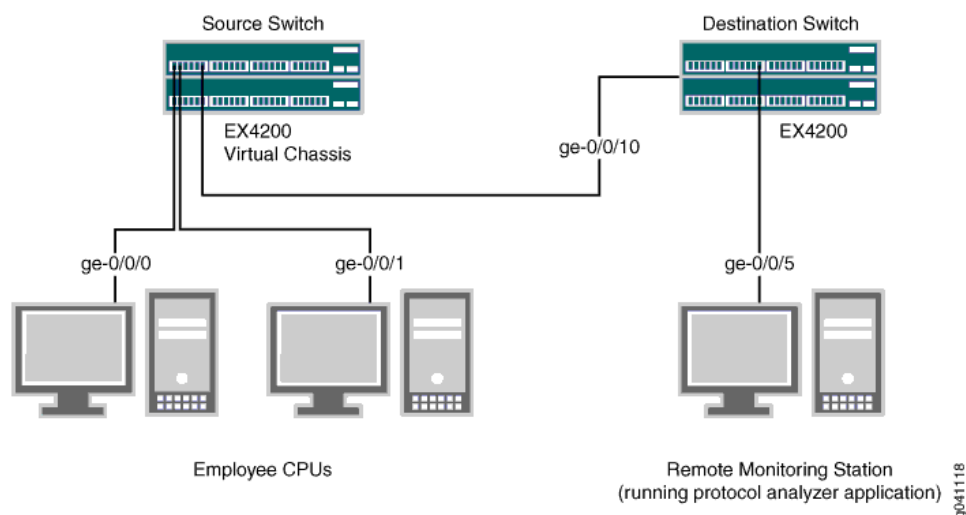 Source Switch
Destination Switch
EX4200
Virtual Chassis
EX4200
ge-0/0/10
ge-0/0/0
ge-0/0/1
ge-0/0/5
Employee CPUs
Remote Monitoring Station
(running protocol analyzer application)
g041118